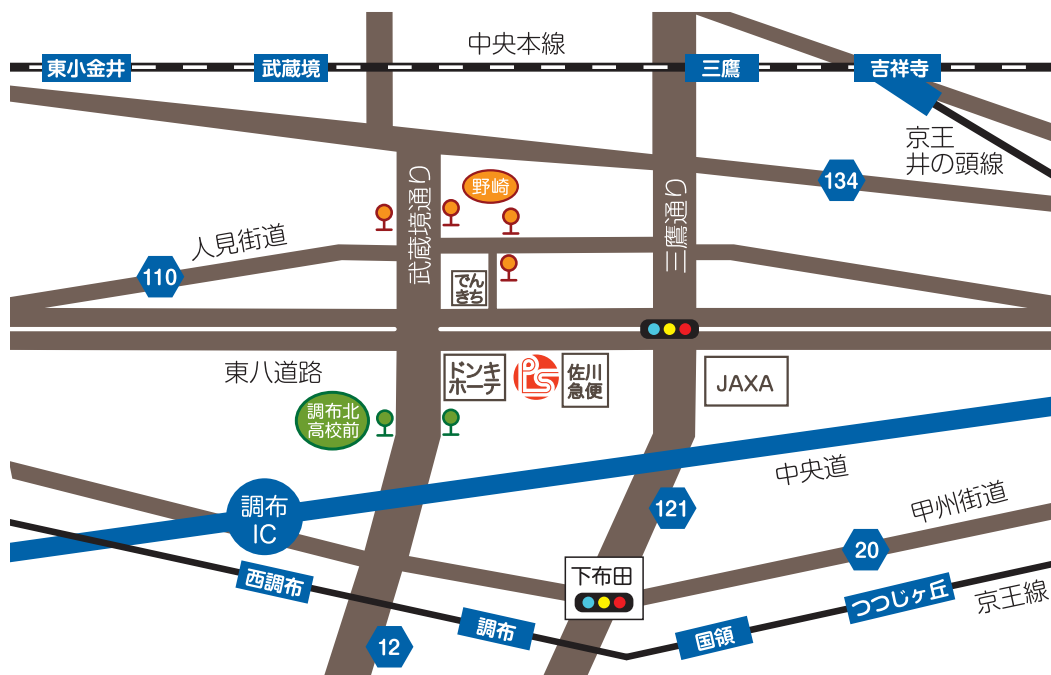 中央本線
東小金井
武蔵境
三鷹
吉祥寺
京王
井の頭線
134
野崎
武蔵境通り
三鷹通り
人見街道
110
でん
きち
東八道路
ドンキ
ホーテ
PS
佐川
急便
JAXA
調布北
高校前
中央道
調布
IC
121
甲州街道
20
下布田
西調布
つつじヶ丘
京王線
調布
国領
12